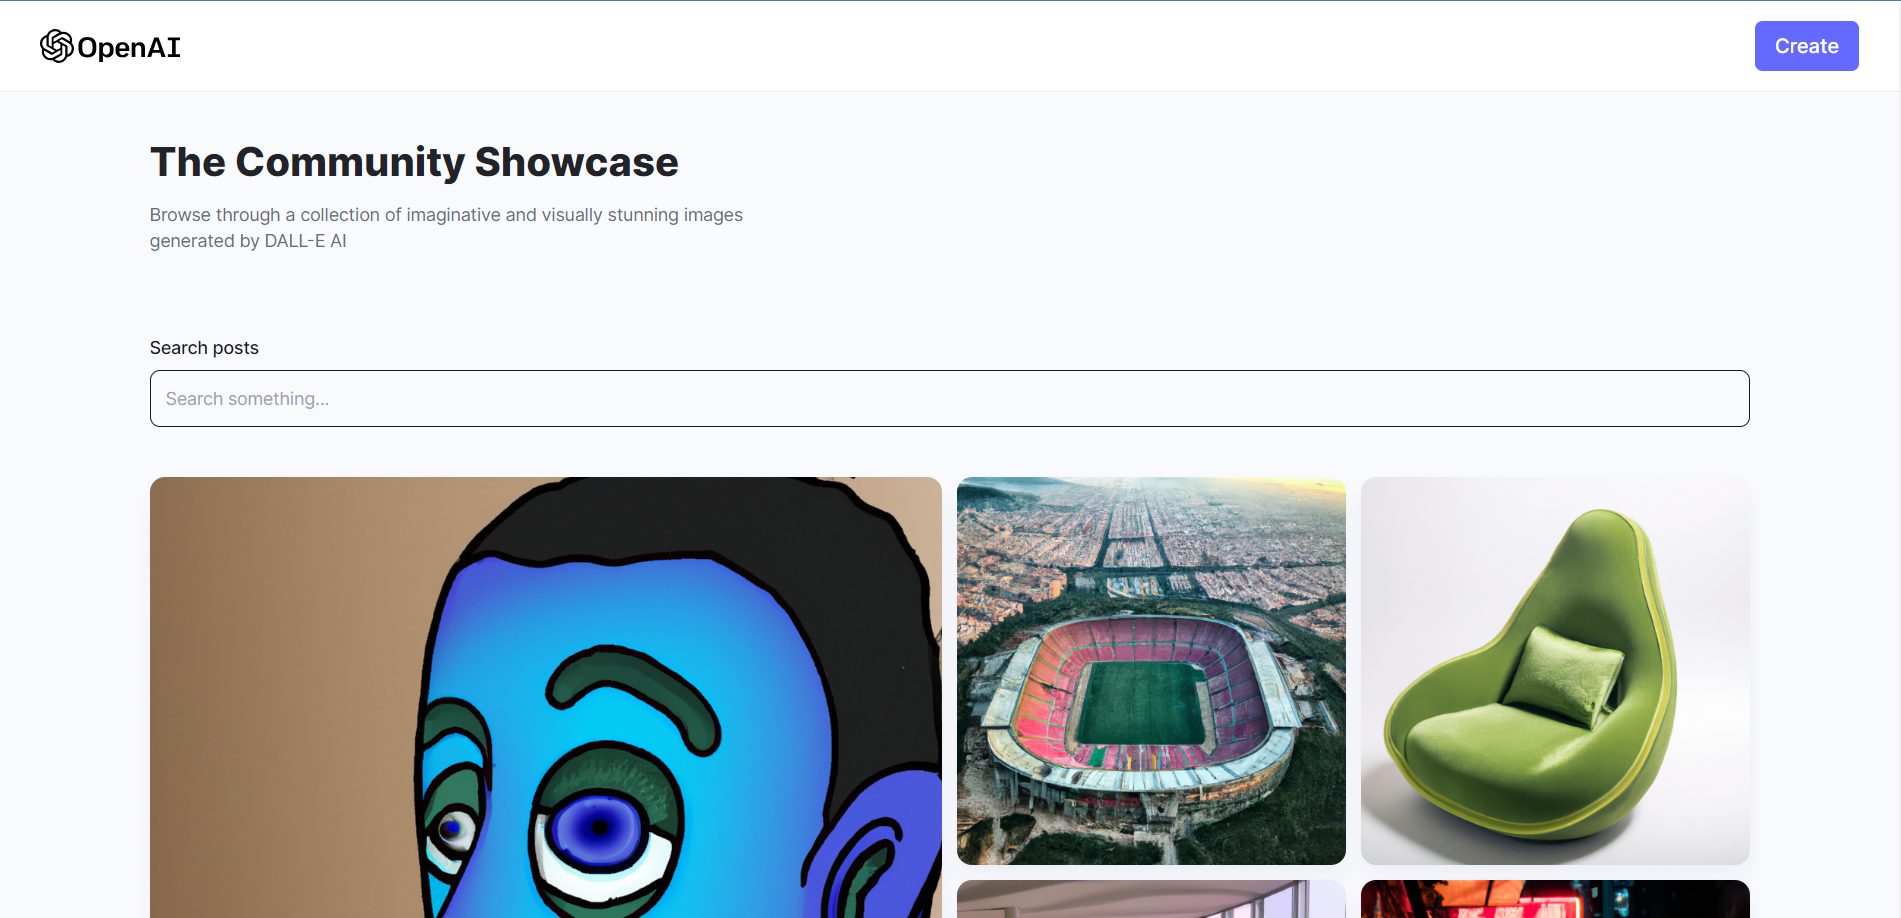 OpenAI
Create
The Community Showcase
Browse through a collection of imaginative and visually stunning images
generated by DALL-E AI
Search posts
Search something...